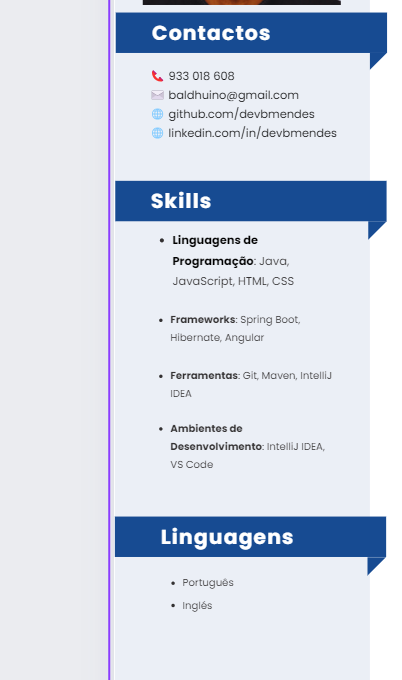 Contactos
933 018 608
baldhuino@gmail.com
github.com/devbmendes
linkedin.com/in/devbmendes
Skills
• Linguagens de
Programação: Java,
JavaScript, HTML, CSS
• Frameworks: Spring Boot,
Hibernate, Angular
• Ferramentas: Git, Maven, IntelliJ
IDEA
• Ambientes de
Desenvolvimento: IntelliJ IDEA,
VS Code
Linguagens
• Português
• Inglés